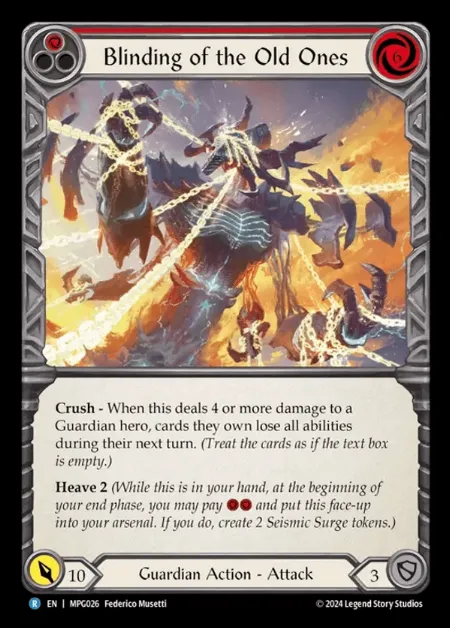 Blinding of the Old Ones
6
Crush - When this deals 4 or more damage to a
Guardian hero, cards they own lose all abilities
during their next turn. (Treat the cards as if the text box
is empty.)
Heave 2 (While this is in your hand, at the beginning of
your end phase, you may pay and put this face-up
into your arsenal. If you do, create 2 Seismic Surge tokens.)
10
Guardian Action - Attack
3
R EN | MPG026 Federico Musetti
© 2024 Legend Story Studios